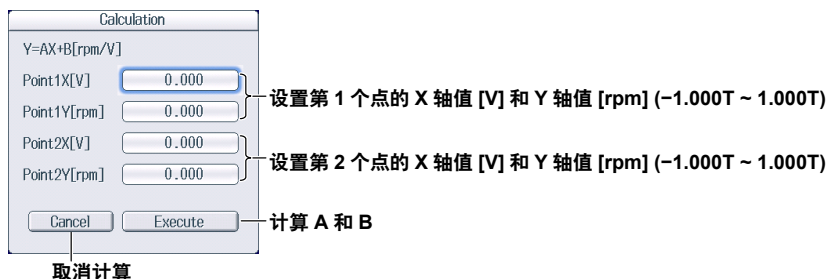 Calculation
Y=AX+B[rpm/V]
Point1X[V] 0.000
Point1Y[rpm] 0.000
设置第 1 个点的 X 轴值 [V] 和 Y 轴值 [rpm] (−1.000T ~ 1.000T)
Point2X[V] 0.000
Point2Y[rpm] 0.000
设置第 2 个点的 X 轴值 [V] 和 Y 轴值 [rpm] (−1.000T ~ 1.000T)
Cancel Execute 计算 A 和 B
取消计算